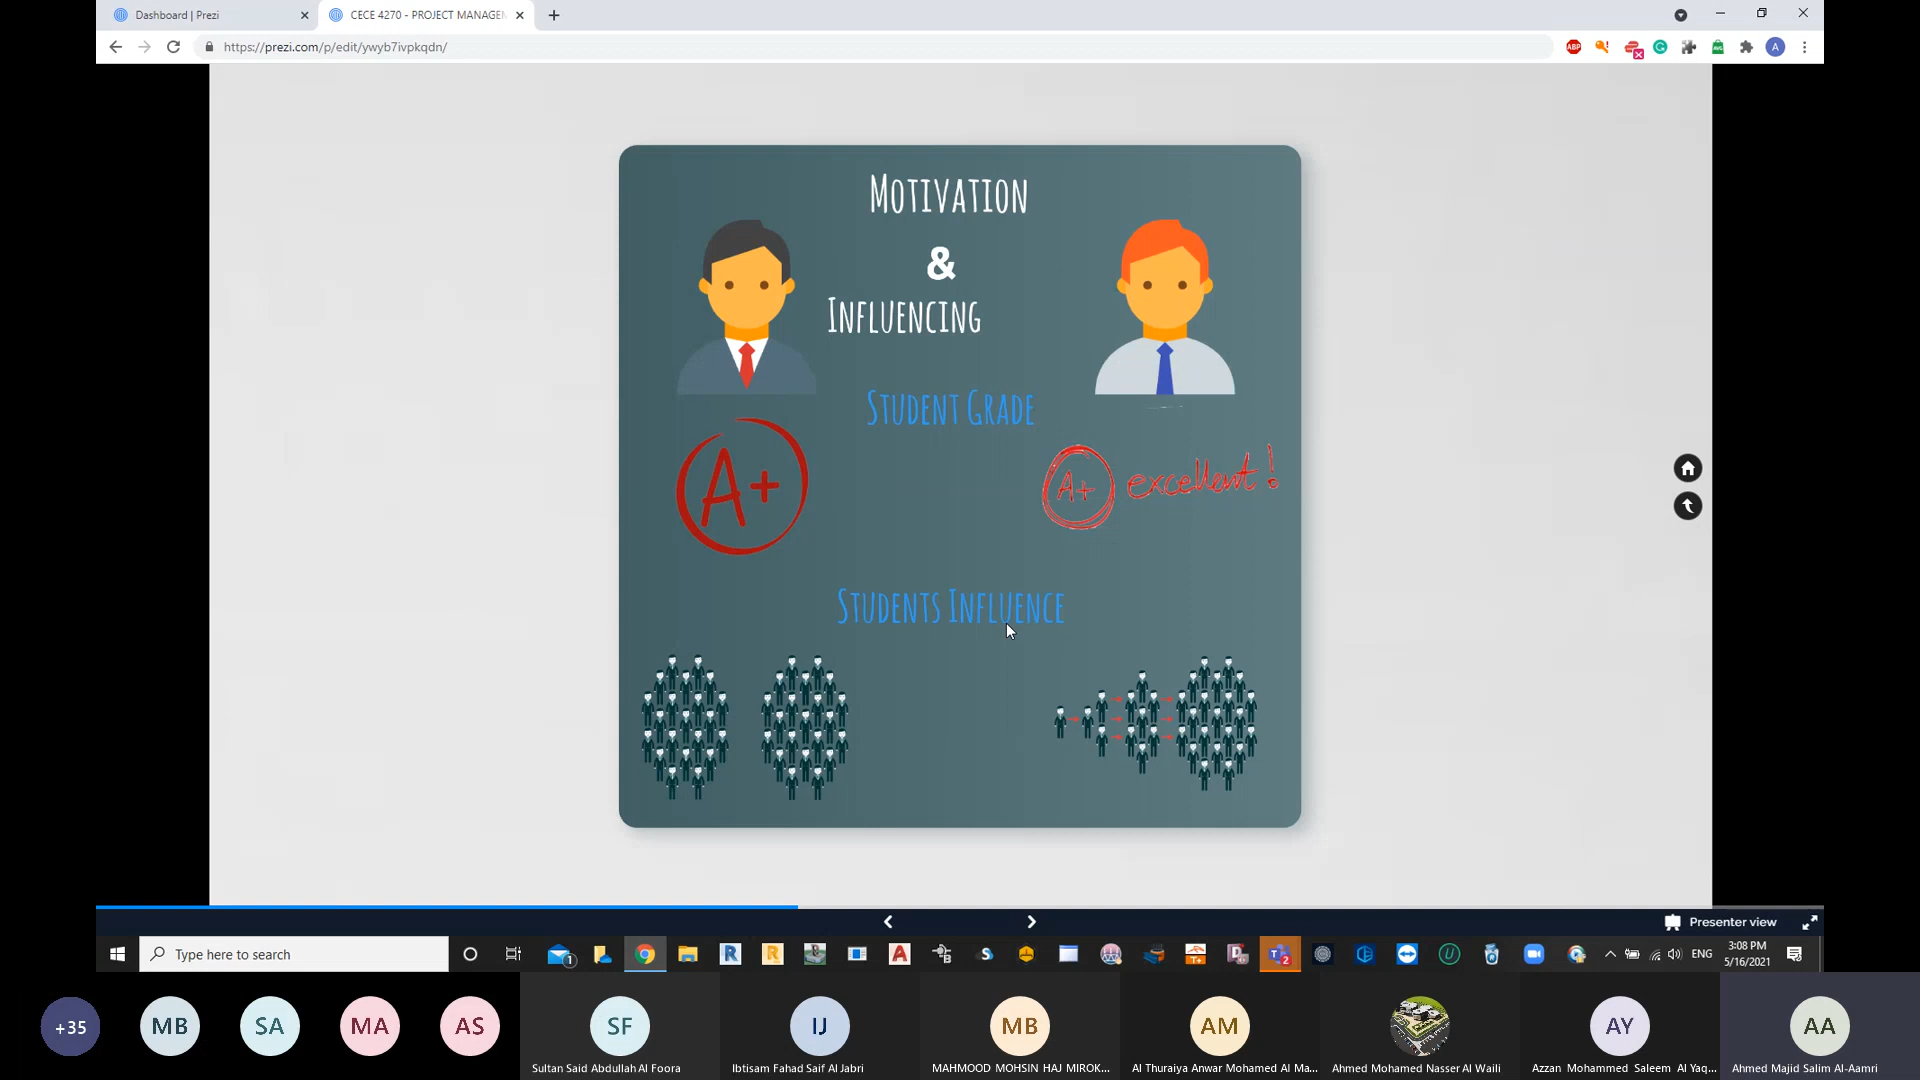 Dashboard | Prezi
CECE 4270 - PROJECT MANAGEN
https://prezi.com/p/edit/ywyb7ivpkqdn/
ABP
A
MOTIVATION
&
INFLUENCING
STUDENT GRADE
A+
A+ excellent!
STUDENTS INFLUENCE
Presenter view
Type here to search
ENG
3:08 PM
5/16/2021
+35
MB
SA
MA
AS
SF
IJ
MB
AM
AY
AA
Sultan Said Abdullah Al Foora
Ibtisam Fahad Saif Al Jabri
MAHMOOD MOHSIN HAJ MIROK...
Al Thuraiya Anwar Mohamed Al Ma...
Ahmed Mohamed Nasser Al Waili
Azzan Mohammed Saleem Al Yaq...
Ahmed Majid Salim Al-Aamri